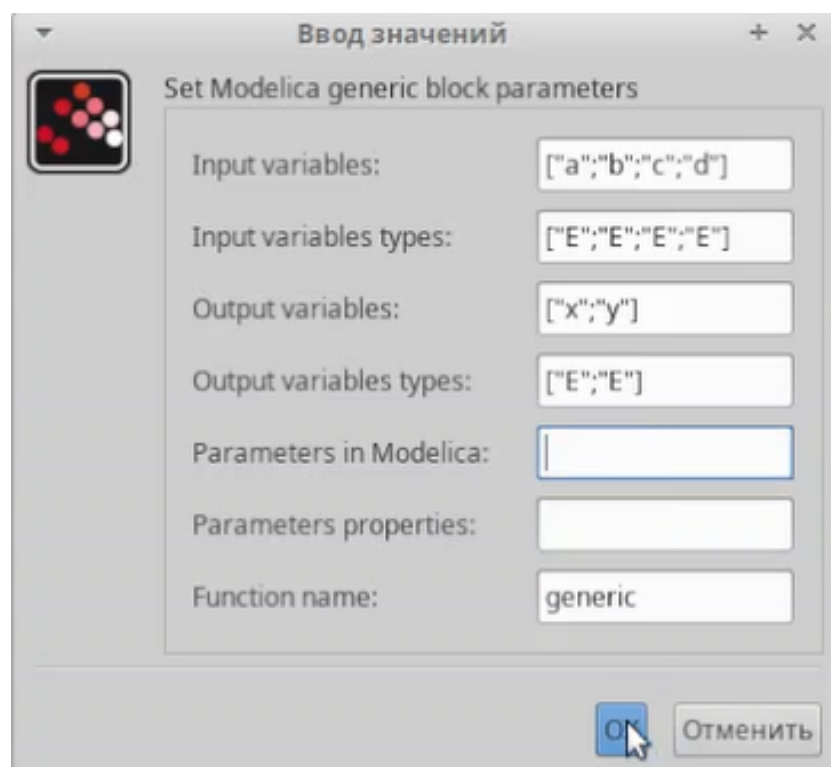 Ввод значений
Set Modelica generic block parameters
Input variables: ["a";"b";"c";"d"]
Input variables types: ["E";"E";"E";"E"]
Output variables: ["x";"y"]
Output variables types: ["E";"E"]
Parameters in Modelica:
Parameters properties:
Function name: generic
OK Отменить